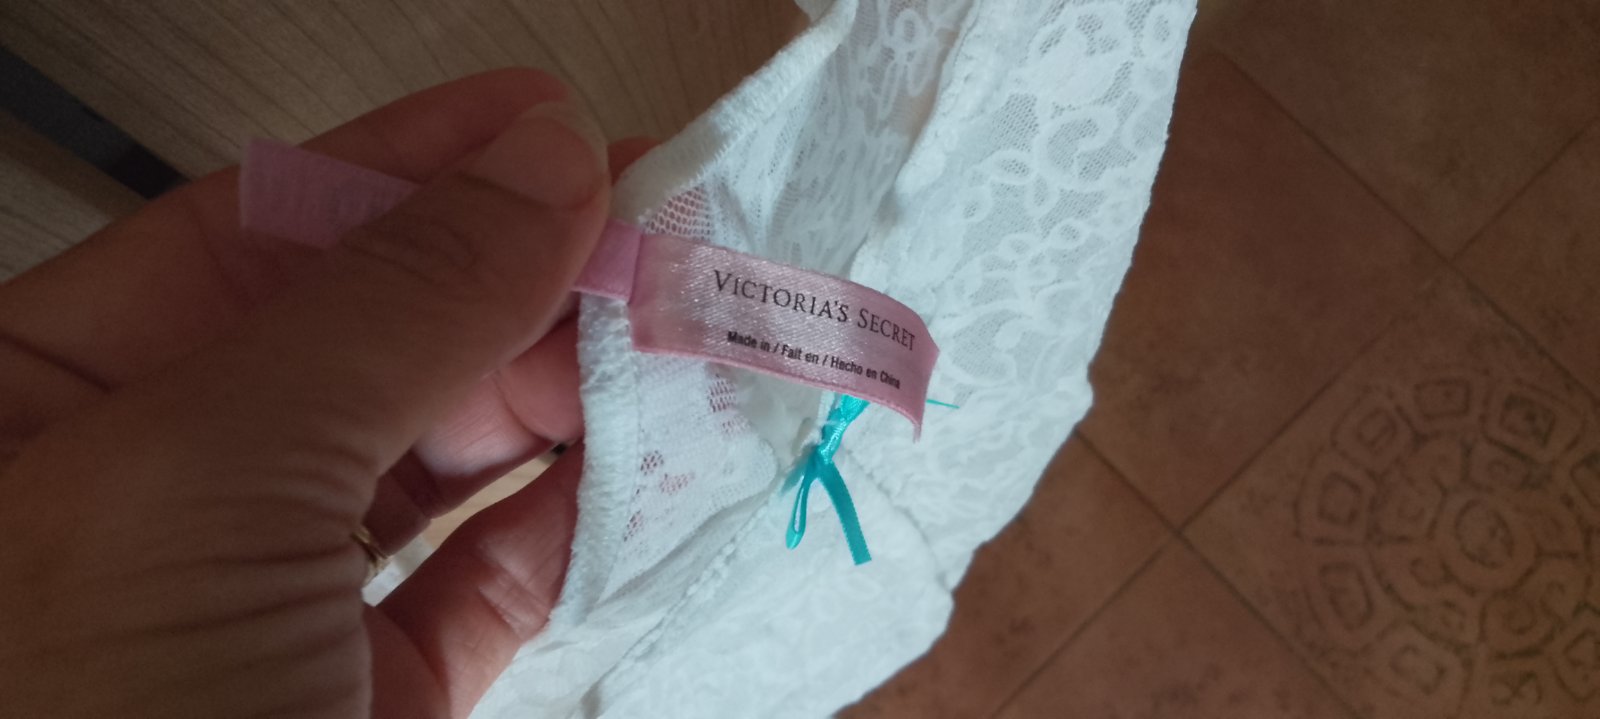 VICTORIA'S SECRET
Made in / Fait en / Hecho en China